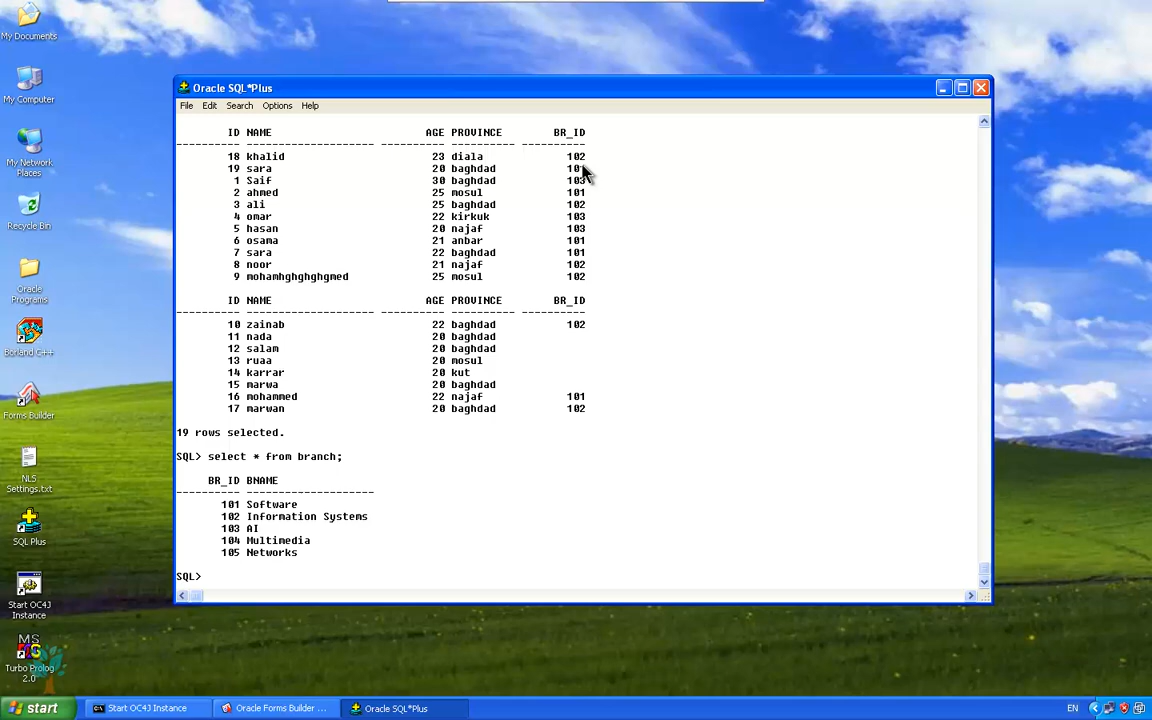 My Documents
My Computer
My Network
Places
Recycle Bin
Oracle
Programs
Borland C++
Forms Builder
NLS
Settings.txt
SQL Plus
Start OC4J
Instance
Turbo Prolog
2.0
Oracle SQL*Plus
File Edit Search Options Help
ID NAME AGE PROVINCE BR_ID
---------- -------------------- ---------- ---------- ----------
18 khalid 23 diala 102
19 sara 20 baghdad
1 Saif 30 baghdad 103
2 ahmed 25 mosul 101
3 ali 25 baghdad 102
4 omar 22 kirkuk 103
5 hasan 20 najaf 103
6 osama 21 anbar 101
7 sara 22 baghdad 101
8 noor 21 najaf 102
9 mohamhghghghgmed 25 mosul 102
ID NAME AGE PROVINCE BR_ID
---------- -------------------- ---------- ---------- ----------
10 zainab 22 baghdad 102
11 nada 20 baghdad
12 salam 20 baghdad
13 ruaa 20 mosul
14 karrar 20 kut
15 marwa 20 baghdad
16 mohammed 22 najaf 101
17 marwan 20 baghdad 102
19 rows selected.
SQL> select * from branch;
BR_ID BNAME
---------- --------------------
101 Software
102 Information Systems
103 AI
104 Multimedia
105 Networks
SQL>
start Start OC4J Instance Oracle Forms Builder ... Oracle SQL*Plus EN